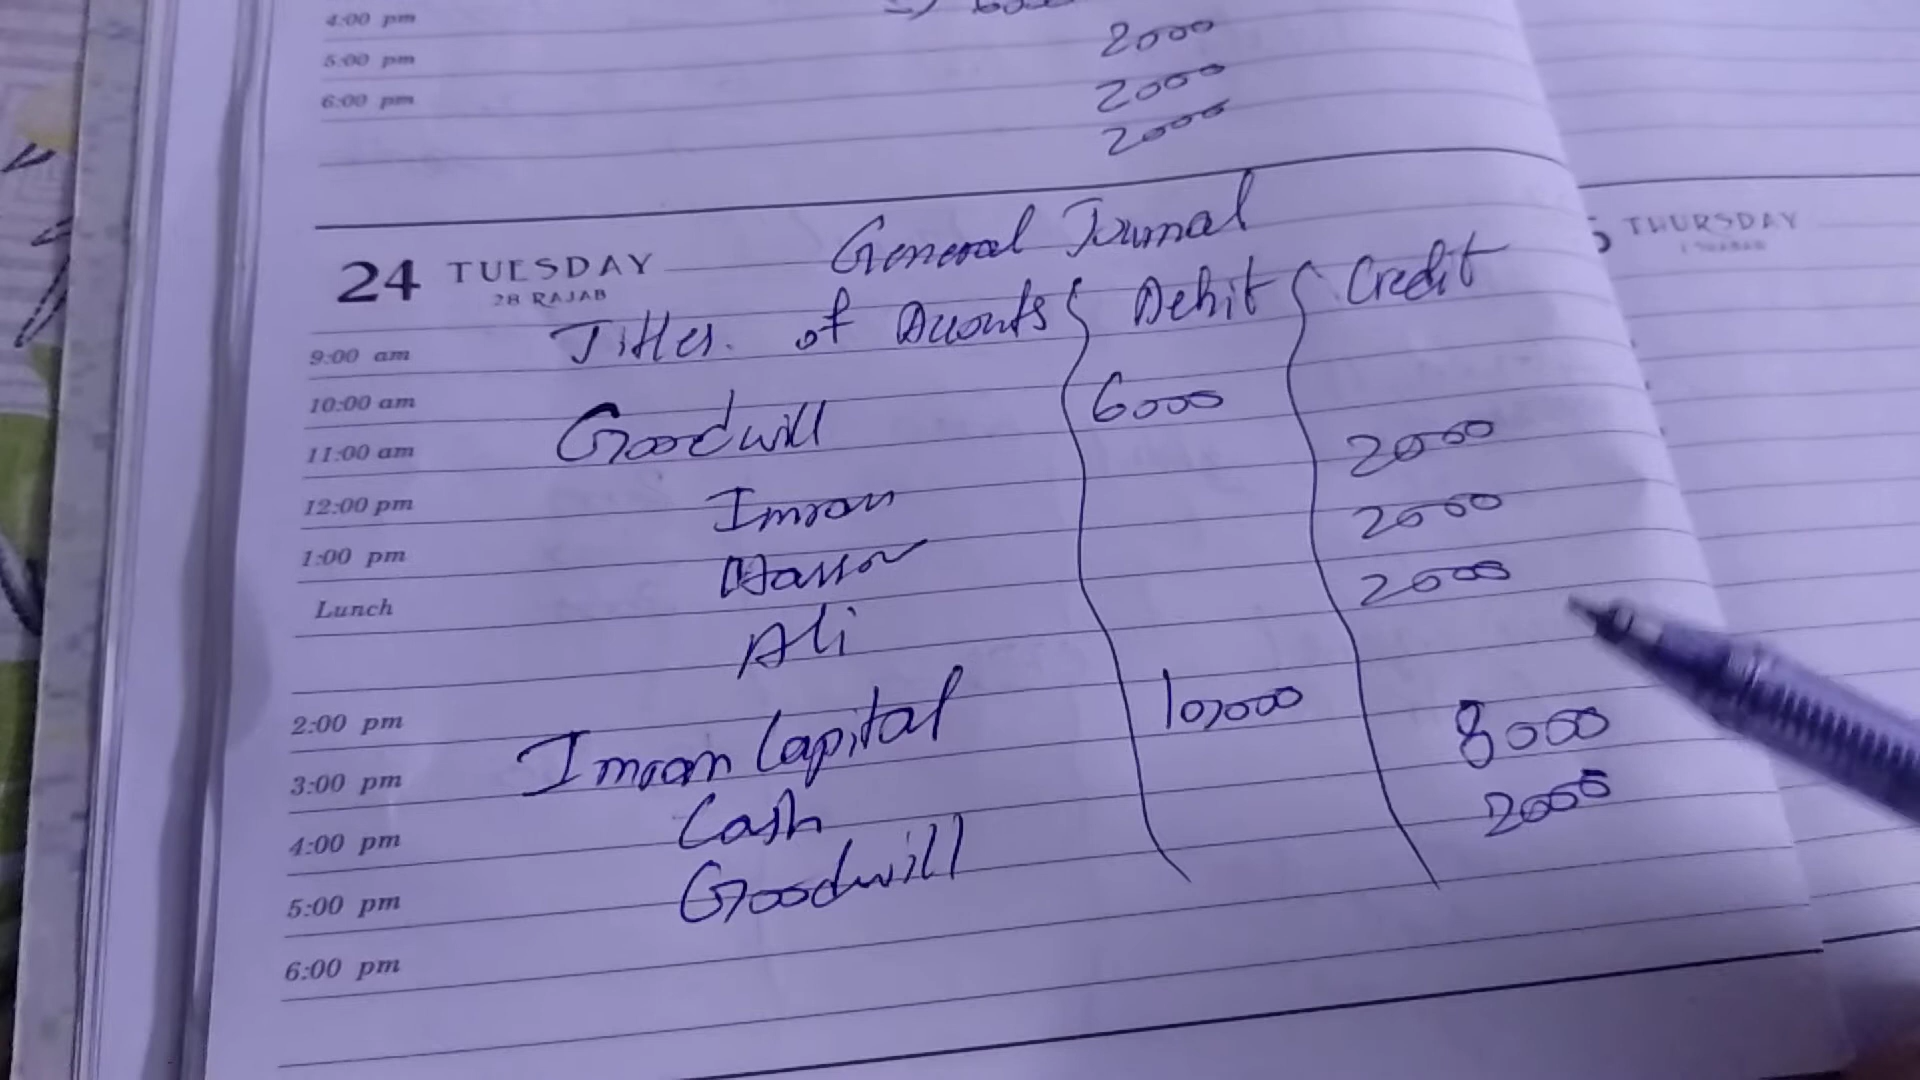 4:00 pm
2000
5:00 pm
2000
6:00 pm
2000
General Journal
24 TUESDAY
28 RAJAB
THURSDAY
Titles. of Accounts Debit Credit
9:00 am
10:00 am
Goodwill 6000
11:00 am
2000
12:00 pm
Imran 2000
1:00 pm
Hassan 2000
Lunch
Ali
2:00 pm
Imran Capital 10,000
3:00 pm
8000
4:00 pm
Cash 2000
5:00 pm
Goodwill
6:00 pm